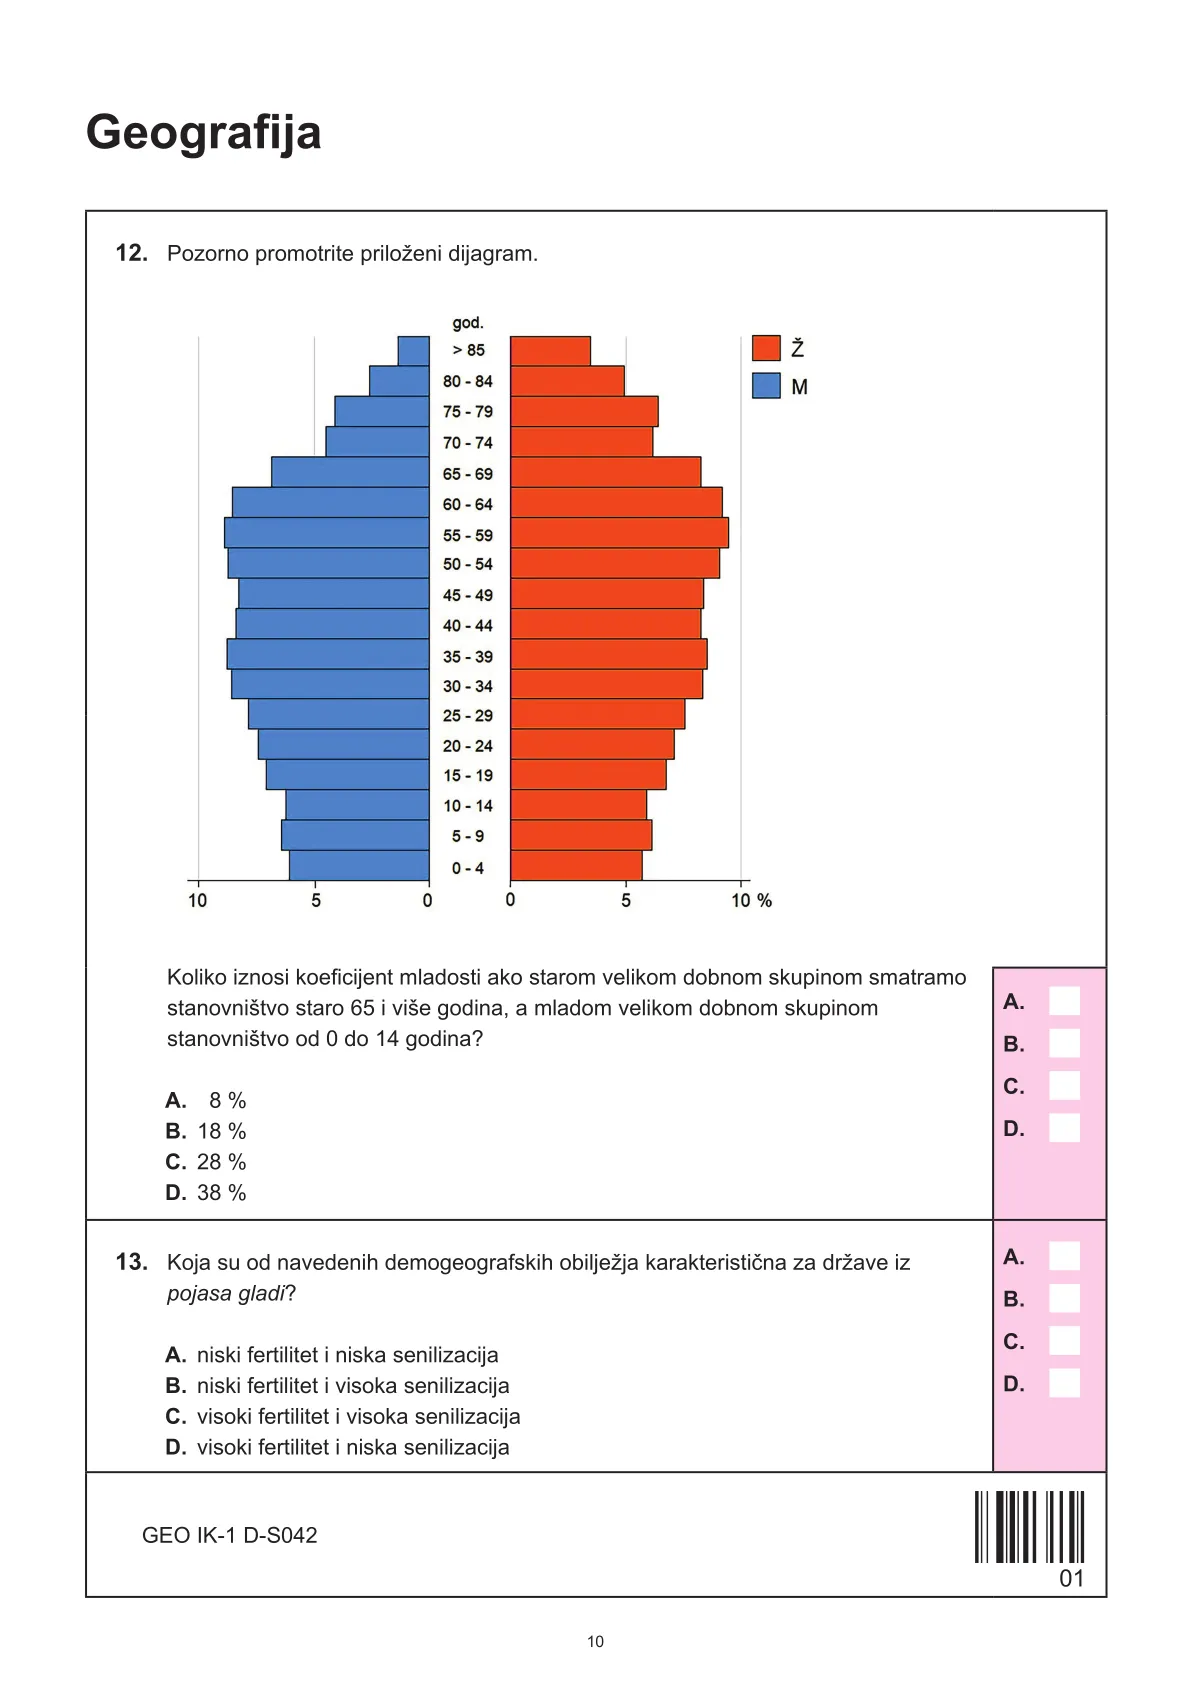 Geografija
12. Pozorno promotrite priloženi dijagram.
god.
> 85
80 - 84
75 - 79
70 - 74
65 - 69
60 - 64
55 - 59
50 - 54
45 - 49
40 - 44
35 - 39
30 - 34
25 - 29
20 - 24
15 - 19
10 - 14
5 - 9
0 - 4
Ž
M
10 5 0 0 5 10 %
Koliko iznosi koeficijent mladosti ako starom velikom dobnom skupinom smatramo
stanovništvo staro 65 i više godina, a mladom velikom dobnom skupinom
stanovništvo od 0 do 14 godina?
A. 8 %
B. 18 %
C. 28 %
D. 38 %
A.
B.
C.
D.
13. Koja su od navedenih demogeografskih obilježja karakteristična za države iz
pojasa gladi?
A. niski fertilitet i niska senilizacija
B. niski fertilitet i visoka senilizacija
C. visoki fertilitet i visoka senilizacija
D. visoki fertilitet i niska senilizacija
A.
B.
C.
D.
GEO IK-1 D-S042
01
10